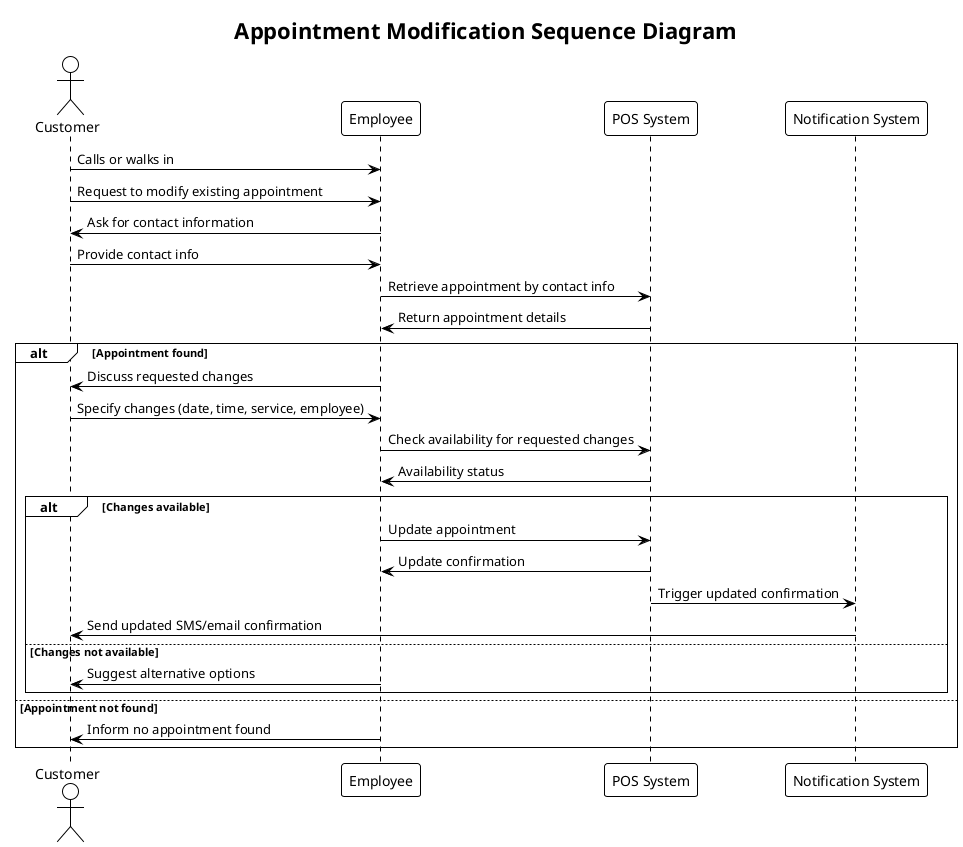 Appointment Modification Sequence Diagram
Customer
Employee
POS System
Notification System
Calls or walks in
Request to modify existing appointment
Ask for contact information
Provide contact info
Retrieve appointment by contact info
Return appointment details
alt [Appointment found]
Discuss requested changes
Specify changes (date, time, service, employee)
Check availability for requested changes
Availability status
alt [Changes available]
Update appointment
Update confirmation
Trigger updated confirmation
Send updated SMS/email confirmation
[Changes not available]
Suggest alternative options
[Appointment not found]
Inform no appointment found
Customer
Employee
POS System
Notification System